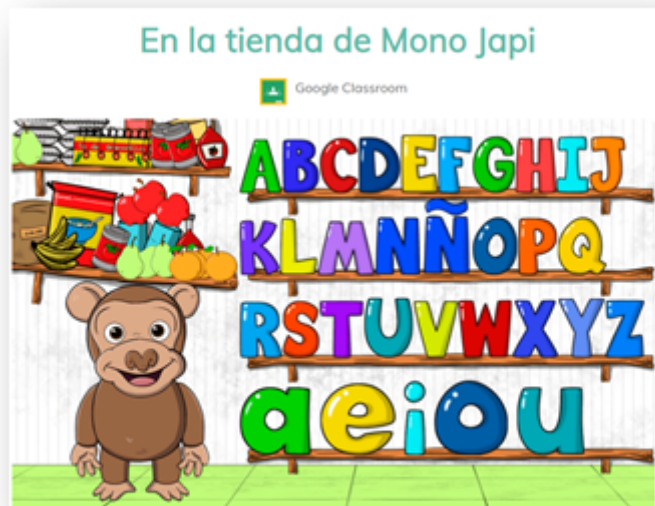 En la tienda de Mono Japi
Google Classroom
ABCDEFGHIJ
KLMNÑOPQ
RSTUVWXYZ
aeiou